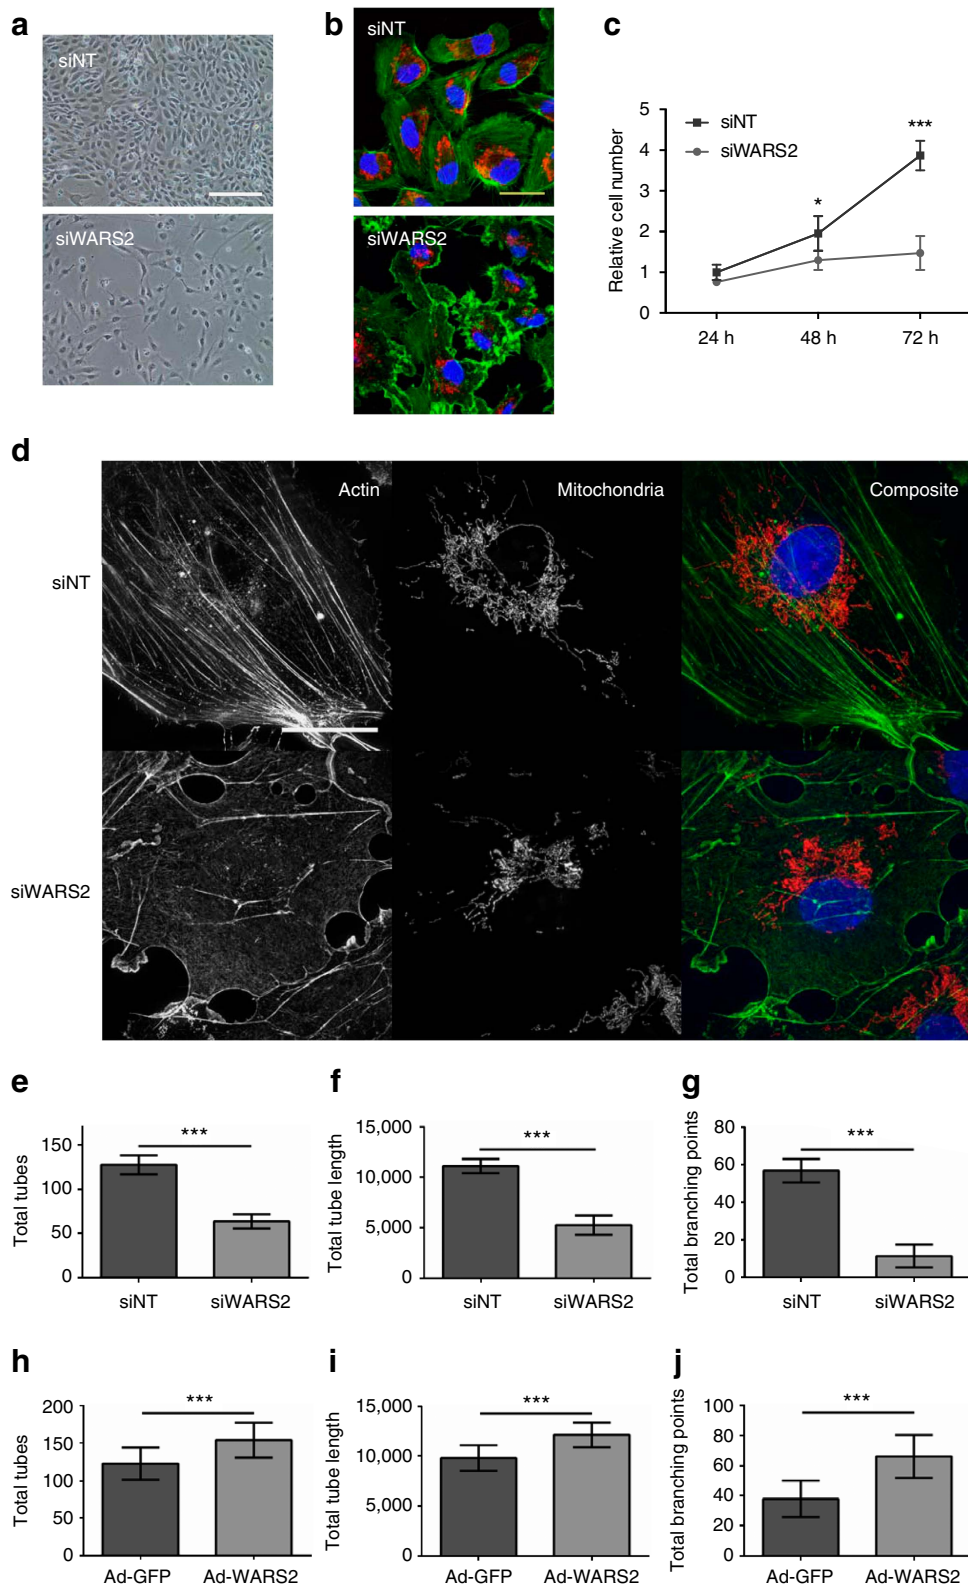 a
siNT
siWARS2
b
siNT
siWARS2
c
Relative cell number
5
4
3
2
1
0
siNT
siWARS2
*
***
24 h
48 h
72 h
d
Actin
Mitochondria
Composite
siNT
siWARS2
e
Total tubes
150
100
50
0
***
siNT
siWARS2
f
Total tube length
15,000
10,000
5,000
0
***
siNT
siWARS2
g
Total branching points
80
60
40
20
0
***
siNT
siWARS2
h
Total tubes
200
150
100
50
0
***
Ad-GFP
Ad-WARS2
i
Total tube length
15,000
10,000
5,000
0
***
Ad-GFP
Ad-WARS2
j
Total branching points
100
80
60
40
20
0
***
Ad-GFP
Ad-WARS2